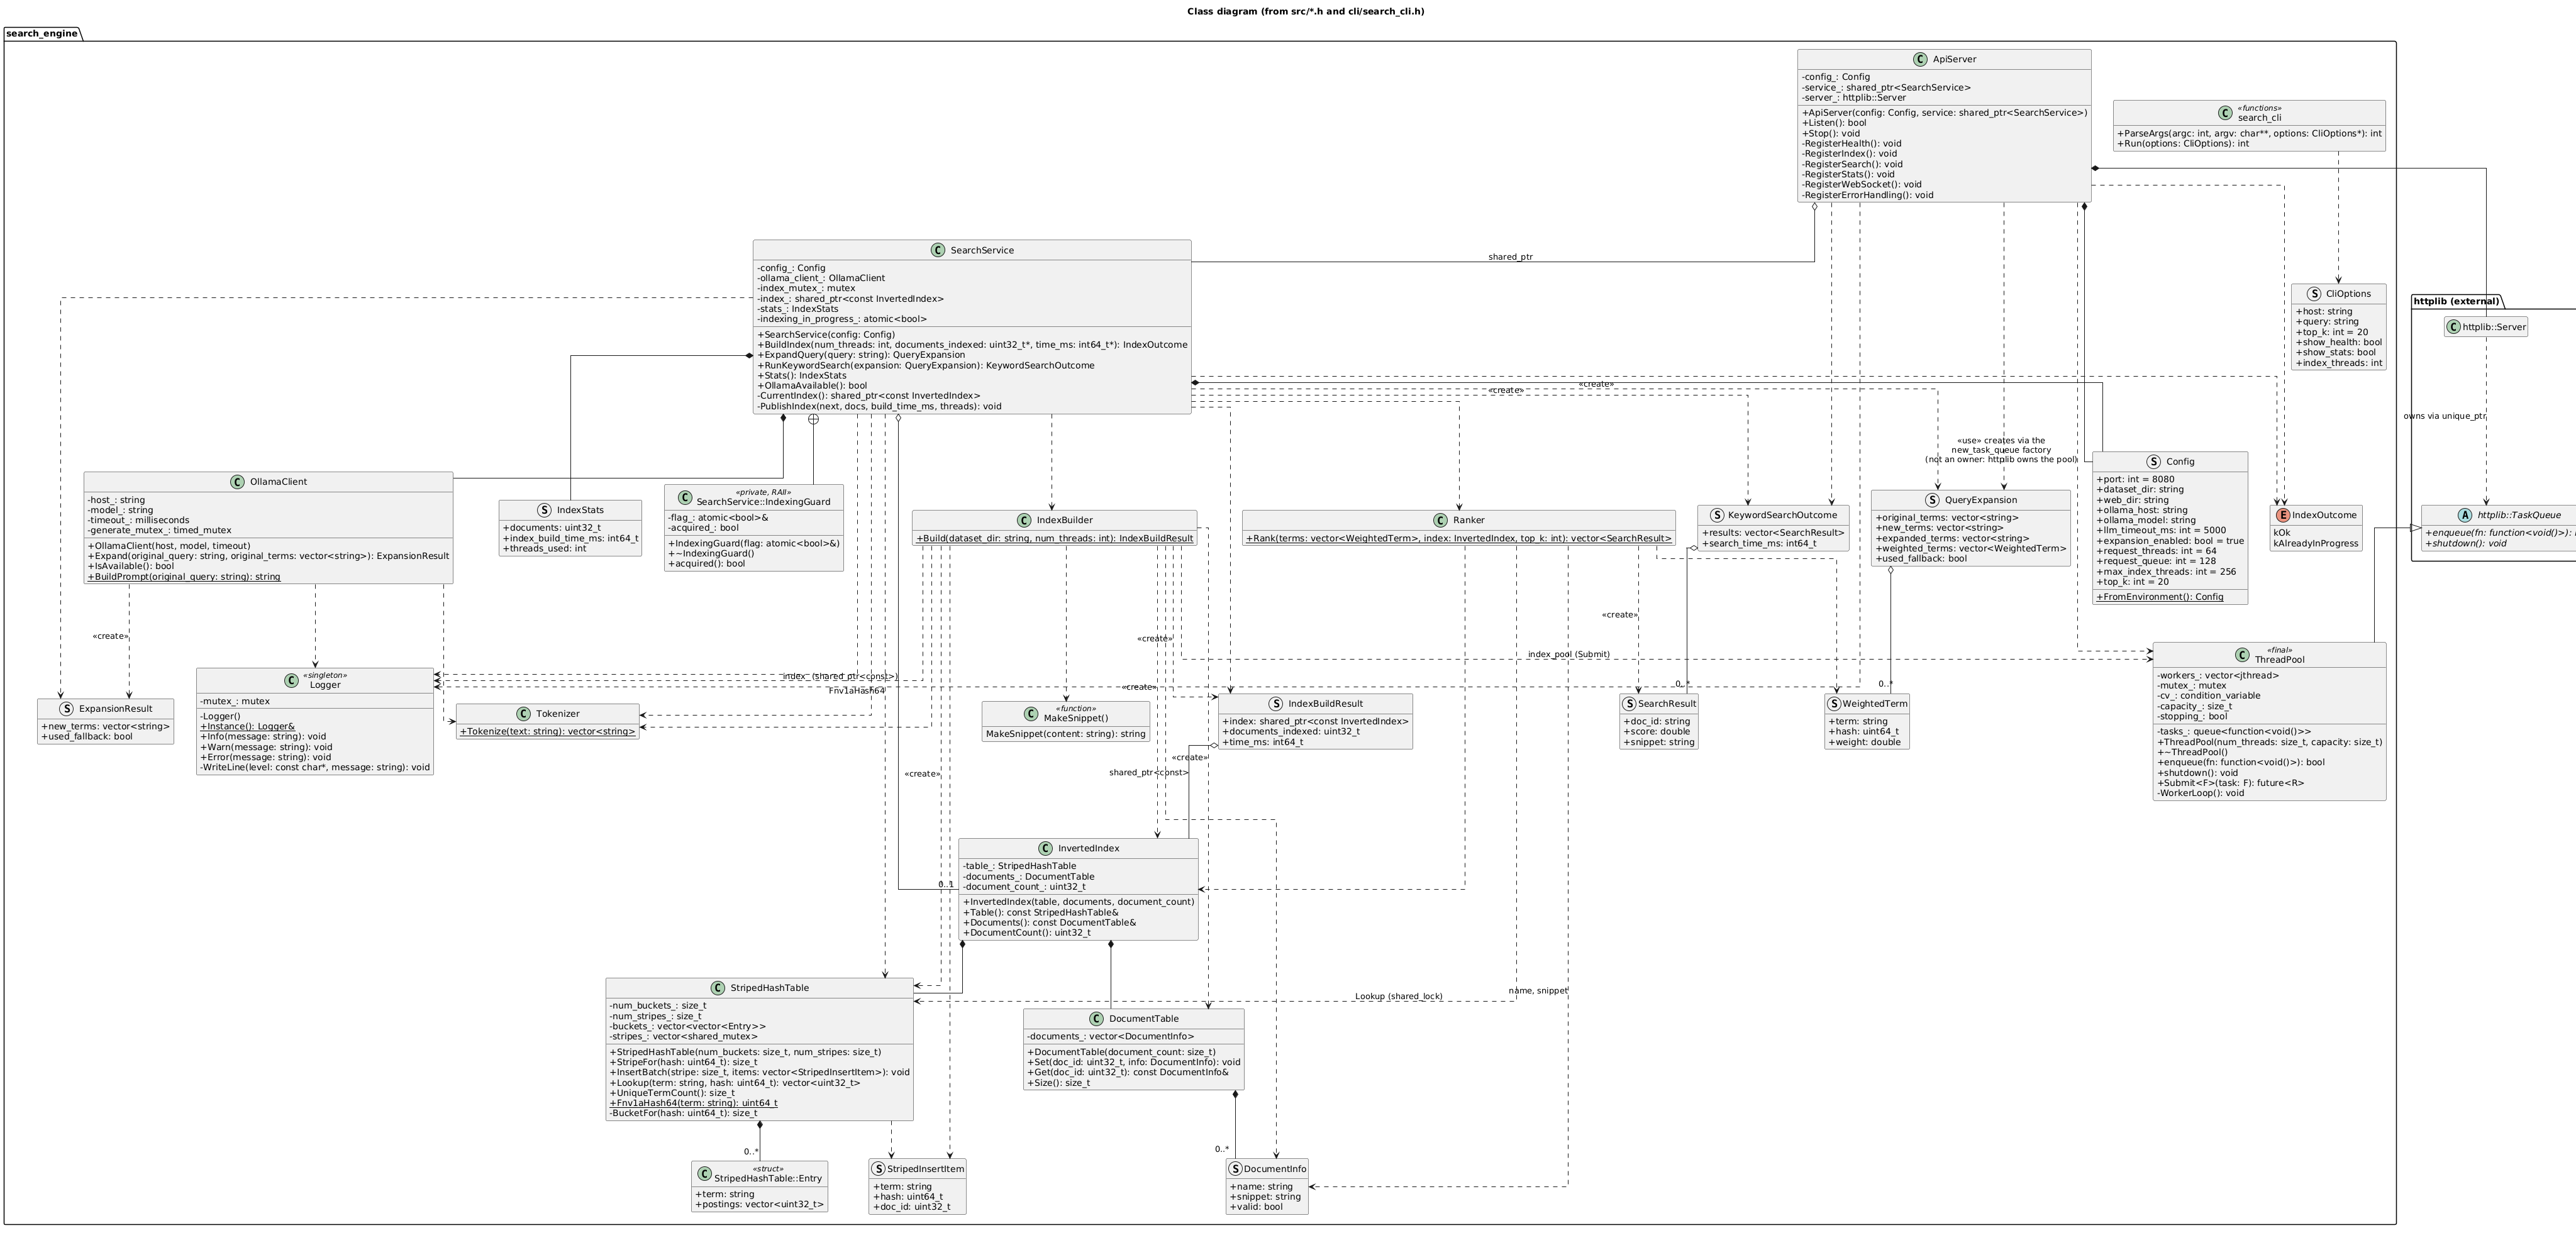 Class diagram (from src/*.h and cli/search_cli.h)
search_engine
ApiServer
-config_: Config
-service_: shared_ptr<SearchService>
-server_: httplib::Server
+ApiServer(config: Config, service: shared_ptr<SearchService>)
+Listen(): bool
+Stop(): void
-RegisterHealth(): void
-RegisterIndex(): void
-RegisterSearch(): void
-RegisterStats(): void
-RegisterWebSocket(): void
-RegisterErrorHandling(): void
«functions»
search_cli
+ParseArgs(argc: int, argv: char**, options: CliOptions*): int
+Run(options: CliOptions): int
SearchService
-config_: Config
-ollama_client_: OllamaClient
-index_mutex_: mutex
-index_: shared_ptr<const InvertedIndex>
-stats_: IndexStats
-indexing_in_progress_: atomic<bool>
+SearchService(config: Config)
+BuildIndex(num_threads: int, documents_indexed: uint32_t*, time_ms: int64_t*): IndexOutcome
+ExpandQuery(query: string): QueryExpansion
+RunKeywordSearch(expansion: QueryExpansion): KeywordSearchOutcome
+Stats(): IndexStats
+OllamaAvailable(): bool
-CurrentIndex(): shared_ptr<const InvertedIndex>
-PublishIndex(next, docs, build_time_ms, threads): void
shared_ptr
CliOptions
+host: string
+query: string
+top_k: int = 20
+show_health: bool
+show_stats: bool
+index_threads: int
httplib (external)
httplib::Server
«create»
«create»
owns via unique_ptr
«use» creates via the
new_task_queue factory
(not an owner: httplib owns the pool)
OllamaClient
-host_: string
-model_: string
-timeout_: milliseconds
-generate_mutex_: timed_mutex
+OllamaClient(host, model, timeout)
+Expand(original_query: string, original_terms: vector<string>): ExpansionResult
+IsAvailable(): bool
+BuildPrompt(original_query: string): string
IndexStats
+documents: uint32_t
+index_build_time_ms: int64_t
+threads_used: int
«private, RAII»
SearchService::IndexingGuard
-flag_: atomic<bool>&
-acquired_: bool
+IndexingGuard(flag: atomic<bool>&)
+~IndexingGuard()
+acquired(): bool
IndexBuilder
+Build(dataset_dir: string, num_threads: int): IndexBuildResult
Ranker
+Rank(terms: vector<WeightedTerm>, index: InvertedIndex, top_k: int): vector<SearchResult>
KeywordSearchOutcome
+results: vector<SearchResult>
+search_time_ms: int64_t
QueryExpansion
+original_terms: vector<string>
+new_terms: vector<string>
+expanded_terms: vector<string>
+weighted_terms: vector<WeightedTerm>
+used_fallback: bool
Config
+port: int = 8080
+dataset_dir: string
+web_dir: string
+ollama_host: string
+ollama_model: string
+llm_timeout_ms: int = 5000
+expansion_enabled: bool = true
+request_threads: int = 64
+request_queue: int = 128
+max_index_threads: int = 256
+top_k: int = 20
+FromEnvironment(): Config
IndexOutcome
kOk
kAlreadyInProgress
httplib::TaskQueue
+enqueue(fn: function<void()>):
+shutdown(): void
«create»
«create»
«create»
index_pool (Submit)
index_ (shared_ptr<const>)
Fnv1aHash64
«create»
0..*
0..*
ExpansionResult
+new_terms: vector<string>
+used_fallback: bool
«singleton»
Logger
-mutex_: mutex
-Logger()
+Instance(): Logger&
+Info(message: string): void
+Warn(message: string): void
+Error(message: string): void
-WriteLine(level: const char*, message: string): void
Tokenizer
+Tokenize(text: string): vector<string>
«function»
MakeSnippet()
MakeSnippet(content: string): string
IndexBuildResult
+index: shared_ptr<const InvertedIndex>
+documents_indexed: uint32_t
+time_ms: int64_t
SearchResult
+doc_id: string
+score: double
+snippet: string
WeightedTerm
+term: string
+hash: uint64_t
+weight: double
«final»
ThreadPool
-workers_: vector<jthread>
-mutex_: mutex
-cv_: condition_variable
-capacity_: size_t
-stopping_: bool
-tasks_: queue<function<void()>>
+ThreadPool(num_threads: size_t, capacity: size_t)
+~ThreadPool()
+enqueue(fn: function<void()>): bool
+shutdown(): void
+Submit<F>(task: F): future<R>
-WorkerLoop(): void
«create»
«create»
shared_ptr<const>
InvertedIndex
-table_: StripedHashTable
-documents_: DocumentTable
-document_count_: uint32_t
+InvertedIndex(table, documents, document_count)
+Table(): const StripedHashTable&
+Documents(): const DocumentTable&
+DocumentCount(): uint32_t
0..1
name, snippet
Lookup (shared_lock)
StripedHashTable
-num_buckets_: size_t
-num_stripes_: size_t
-buckets_: vector<vector<Entry>>
-stripes_: vector<shared_mutex>
+StripedHashTable(num_buckets: size_t, num_stripes: size_t)
+StripeFor(hash: uint64_t): size_t
+InsertBatch(stripe: size_t, items: vector<StripedInsertItem>): void
+Lookup(term: string, hash: uint64_t): vector<uint32_t>
+UniqueTermCount(): size_t
+Fnv1aHash64(term: string): uint64_t
-BucketFor(hash: uint64_t): size_t
DocumentTable
-documents_: vector<DocumentInfo>
+DocumentTable(document_count: size_t)
+Set(doc_id: uint32_t, info: DocumentInfo): void
+Get(doc_id: uint32_t): const DocumentInfo&
+Size(): size_t
0..*
0..*
«struct»
StripedHashTable::Entry
+term: string
+postings: vector<uint32_t>
StripedInsertItem
+term: string
+hash: uint64_t
+doc_id: uint32_t
DocumentInfo
+name: string
+snippet: string
+valid: bool